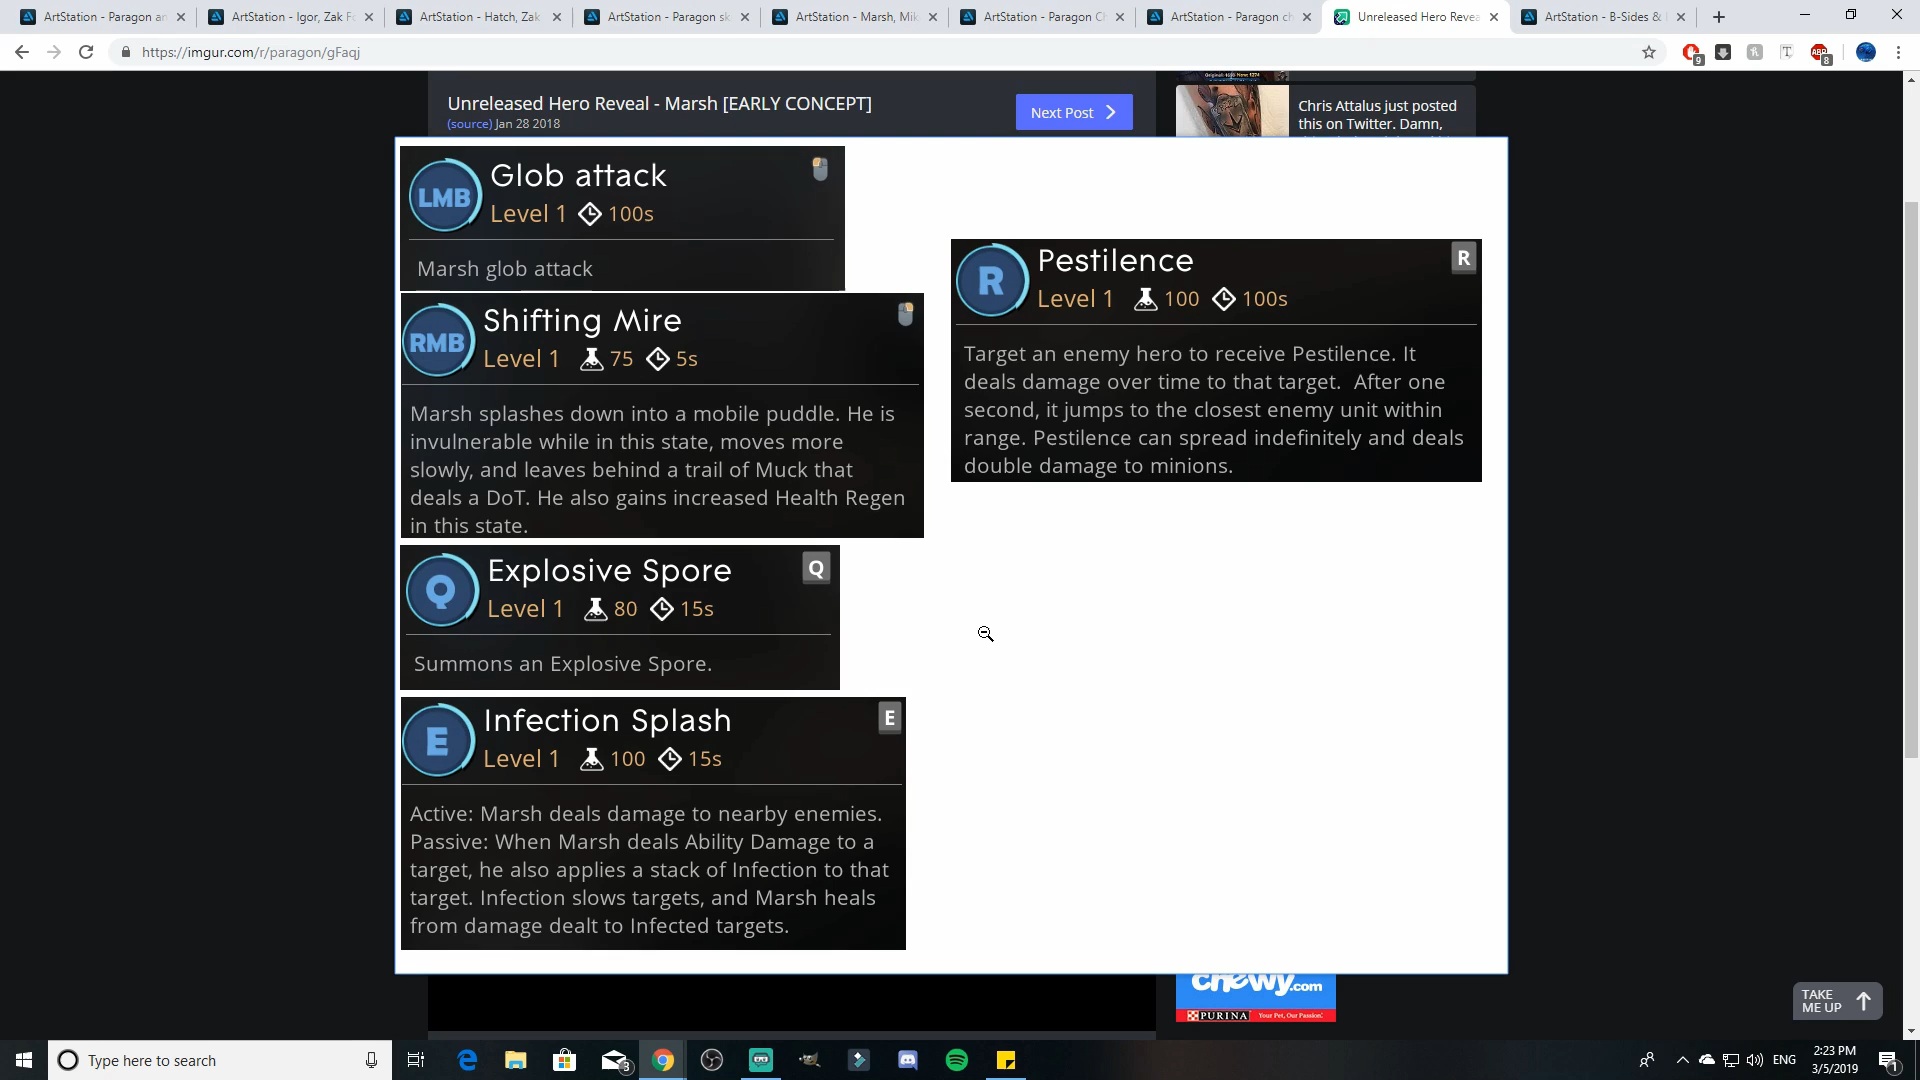 ArtStation - Paragon ar
ArtStation - Igor, Zak Fo
ArtStation - Hatch, Zak
ArtStation - Paragon sk
ArtStation - Marsh, Mik
ArtStation - Paragon Ch
ArtStation - Paragon ch
Unreleased Hero Revea
ArtStation - B-Sides &
https://imgur.com/r/paragon/gFaqj
9
8
Unreleased Hero Reveal - Marsh [EARLY CONCEPT]
(source) Jan 28 2018
Next Post
Chris Attalus just posted
this on Twitter. Damn,
LMB
Glob attack
Level 1 100s
Marsh glob attack
RMB
Shifting Mire
Level 1 75 5s
Marsh splashes down into a mobile puddle. He is
invulnerable while in this state, moves more
slowly, and leaves behind a trail of Muck that
deals a DoT. He also gains increased Health Regen
in this state.
Q
Explosive Spore
Q
Level 1 80 15s
Summons an Explosive Spore.
E
Infection Splash
E
Level 1 100 15s
Active: Marsh deals damage to nearby enemies.
Passive: When Marsh deals Ability Damage to a
target, he also applies a stack of Infection to that
target. Infection slows targets, and Marsh heals
from damage dealt to Infected targets.
R
Pestilence
R
Level 1 100 100s
Target an enemy hero to receive Pestilence. It
deals damage over time to that target. After one
second, it jumps to the closest enemy unit within
range. Pestilence can spread indefinitely and deals
double damage to minions.
chewy.com
PURINA Your Pet, Our Passion.
TAKE
ME UP
Type here to search
3
ENG
2:23 PM
3/5/2019
1